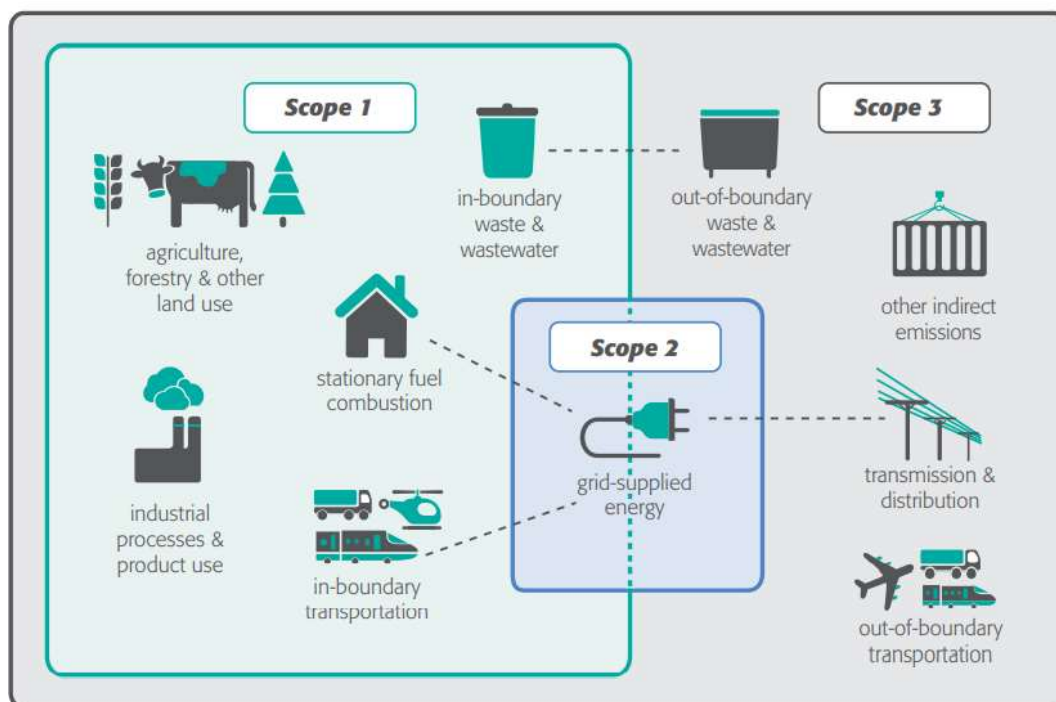 Scope 1
Scope 3
in-boundary
waste &
wastewater
out-of-boundary
waste &
wastewater
agriculture,
forestry & other
land use
other indirect
emissions
Scope 2
stationary fuel
combustion
grid-supplied
energy
transmission &
distribution
industrial
processes &
product use
in-boundary
transportation
out-of-boundary
transportation